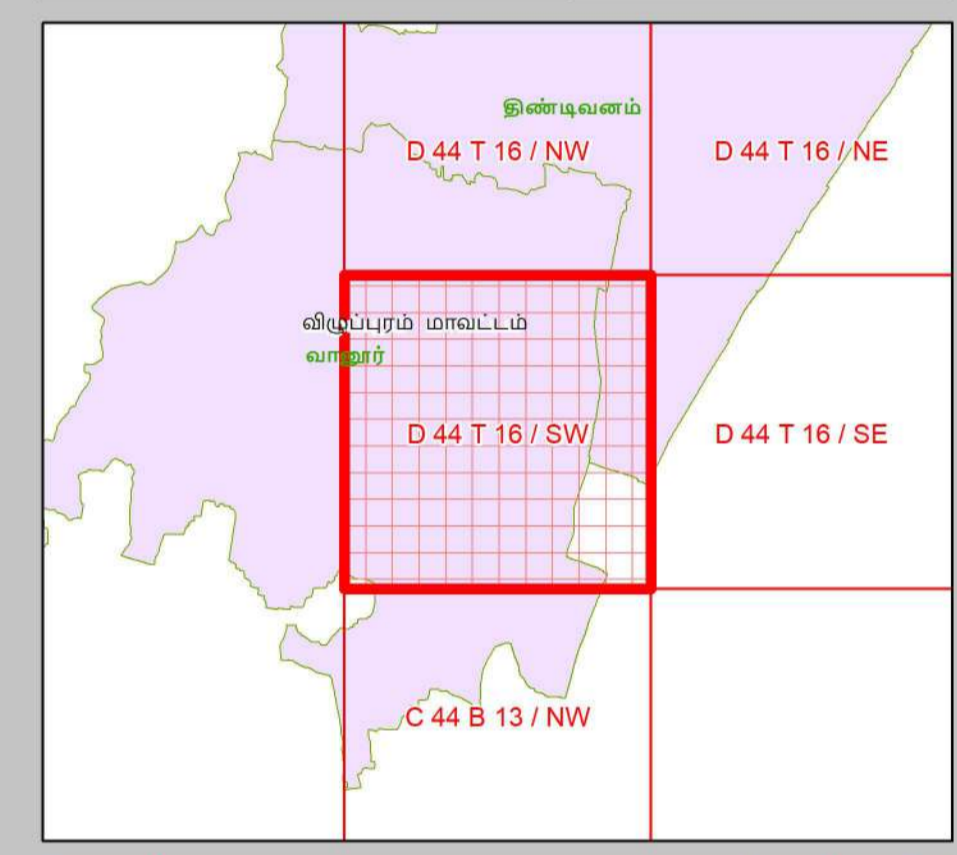 திண்டிவனம்
D 44 T 16 / NW
D 44 T 16 / NE
விழுப்புரம் மாவட்டம்
வானூர்
D 44 T 16 / SW
D 44 T 16 / SE
C 44 B 13 / NW